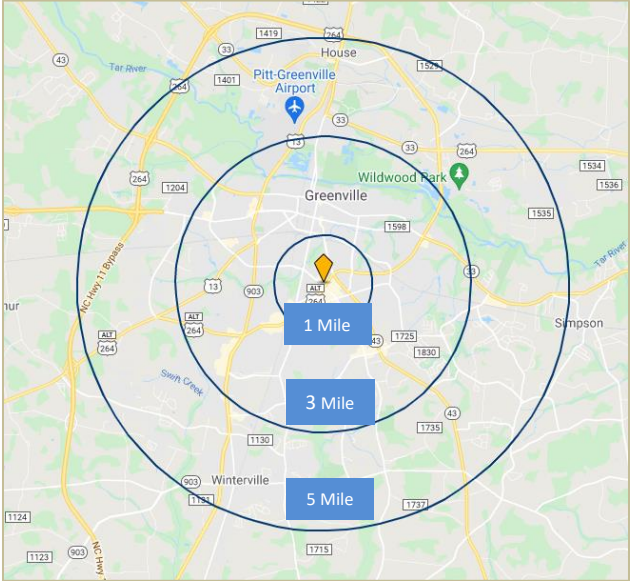 1419
264
33
House
43
Tar River
1401
1529
264
Pitt-Greenville
Airport
33
13
33
264
1534
Wildwood Park
264
1204
1536
Greenville
1535
1598
Tar River
NC Hwy 11 Bypass
33
13
903
ALT
264
ALT
264
1 Mile
Simpson
ALT
264
43
1725
1830
Swift Creek
3 Mile
43
1735
1130
903
Winterville
1131
5 Mile
1737
1124
1715
1123
903
NC Hwy